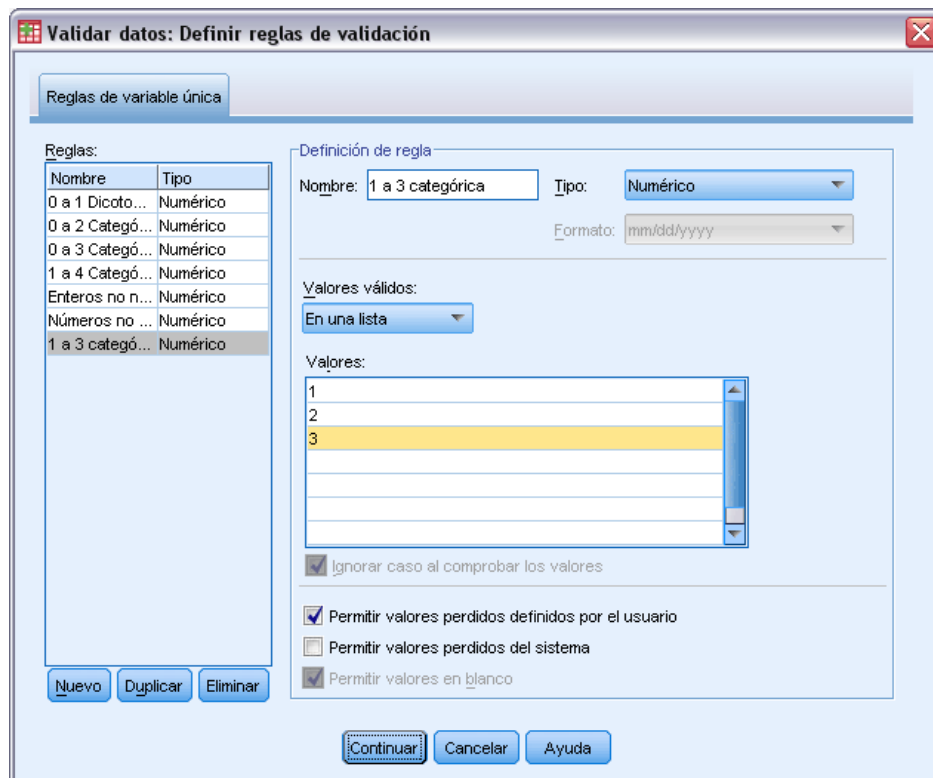 Validar datos: Definir reglas de validación
Reglas de variable única
Reglas:
Nombre Tipo
0 a 1 Dicoto... Numérico
0 a 2 Categó... Numérico
0 a 3 Categó... Numérico
1 a 4 Categó... Numérico
Enteros no n... Numérico
Números no ... Numérico
1 a 3 categó... Numérico
Nuevo Duplicar Eliminar
Definición de regla
Nombre: 1 a 3 categórica Tipo: Numérico
Formato: mm/dd/yyyy
Valores válidos:
En una lista
Valores:
1
2
3
Ignorar caso al comprobar los valores
Permitir valores perdidos definidos por el usuario
Permitir valores perdidos del sistema
Permitir valores en blanco
Continuar Cancelar Ayuda